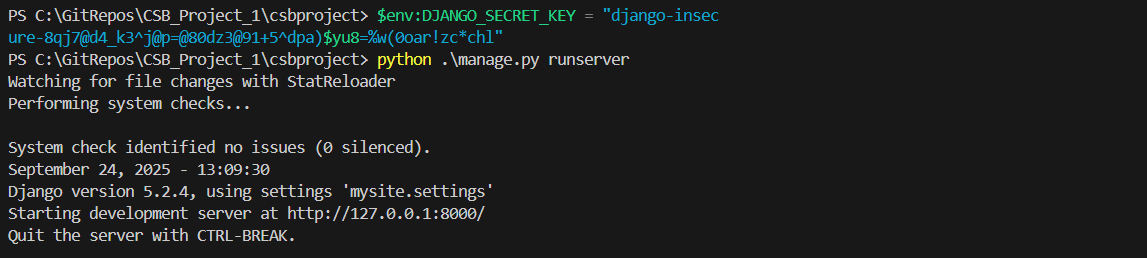 PS C:\GitRepos\CSB_Project_1\csbproject> $env:DJANGO_SECRET_KEY = "django-insec
ure-8qj7@d4_k3^j@p=@80dz3@91+5^dpa)$yu8=%w(0oar!zc*chl"
PS C:\GitRepos\CSB_Project_1\csbproject> python .\manage.py runserver
Watching for file changes with StatReloader
Performing system checks...

System check identified no issues (0 silenced).
September 24, 2025 - 13:09:30
Django version 5.2.4, using settings 'mysite.settings'
Starting development server at http://127.0.0.1:8000/
Quit the server with CTRL-BREAK.